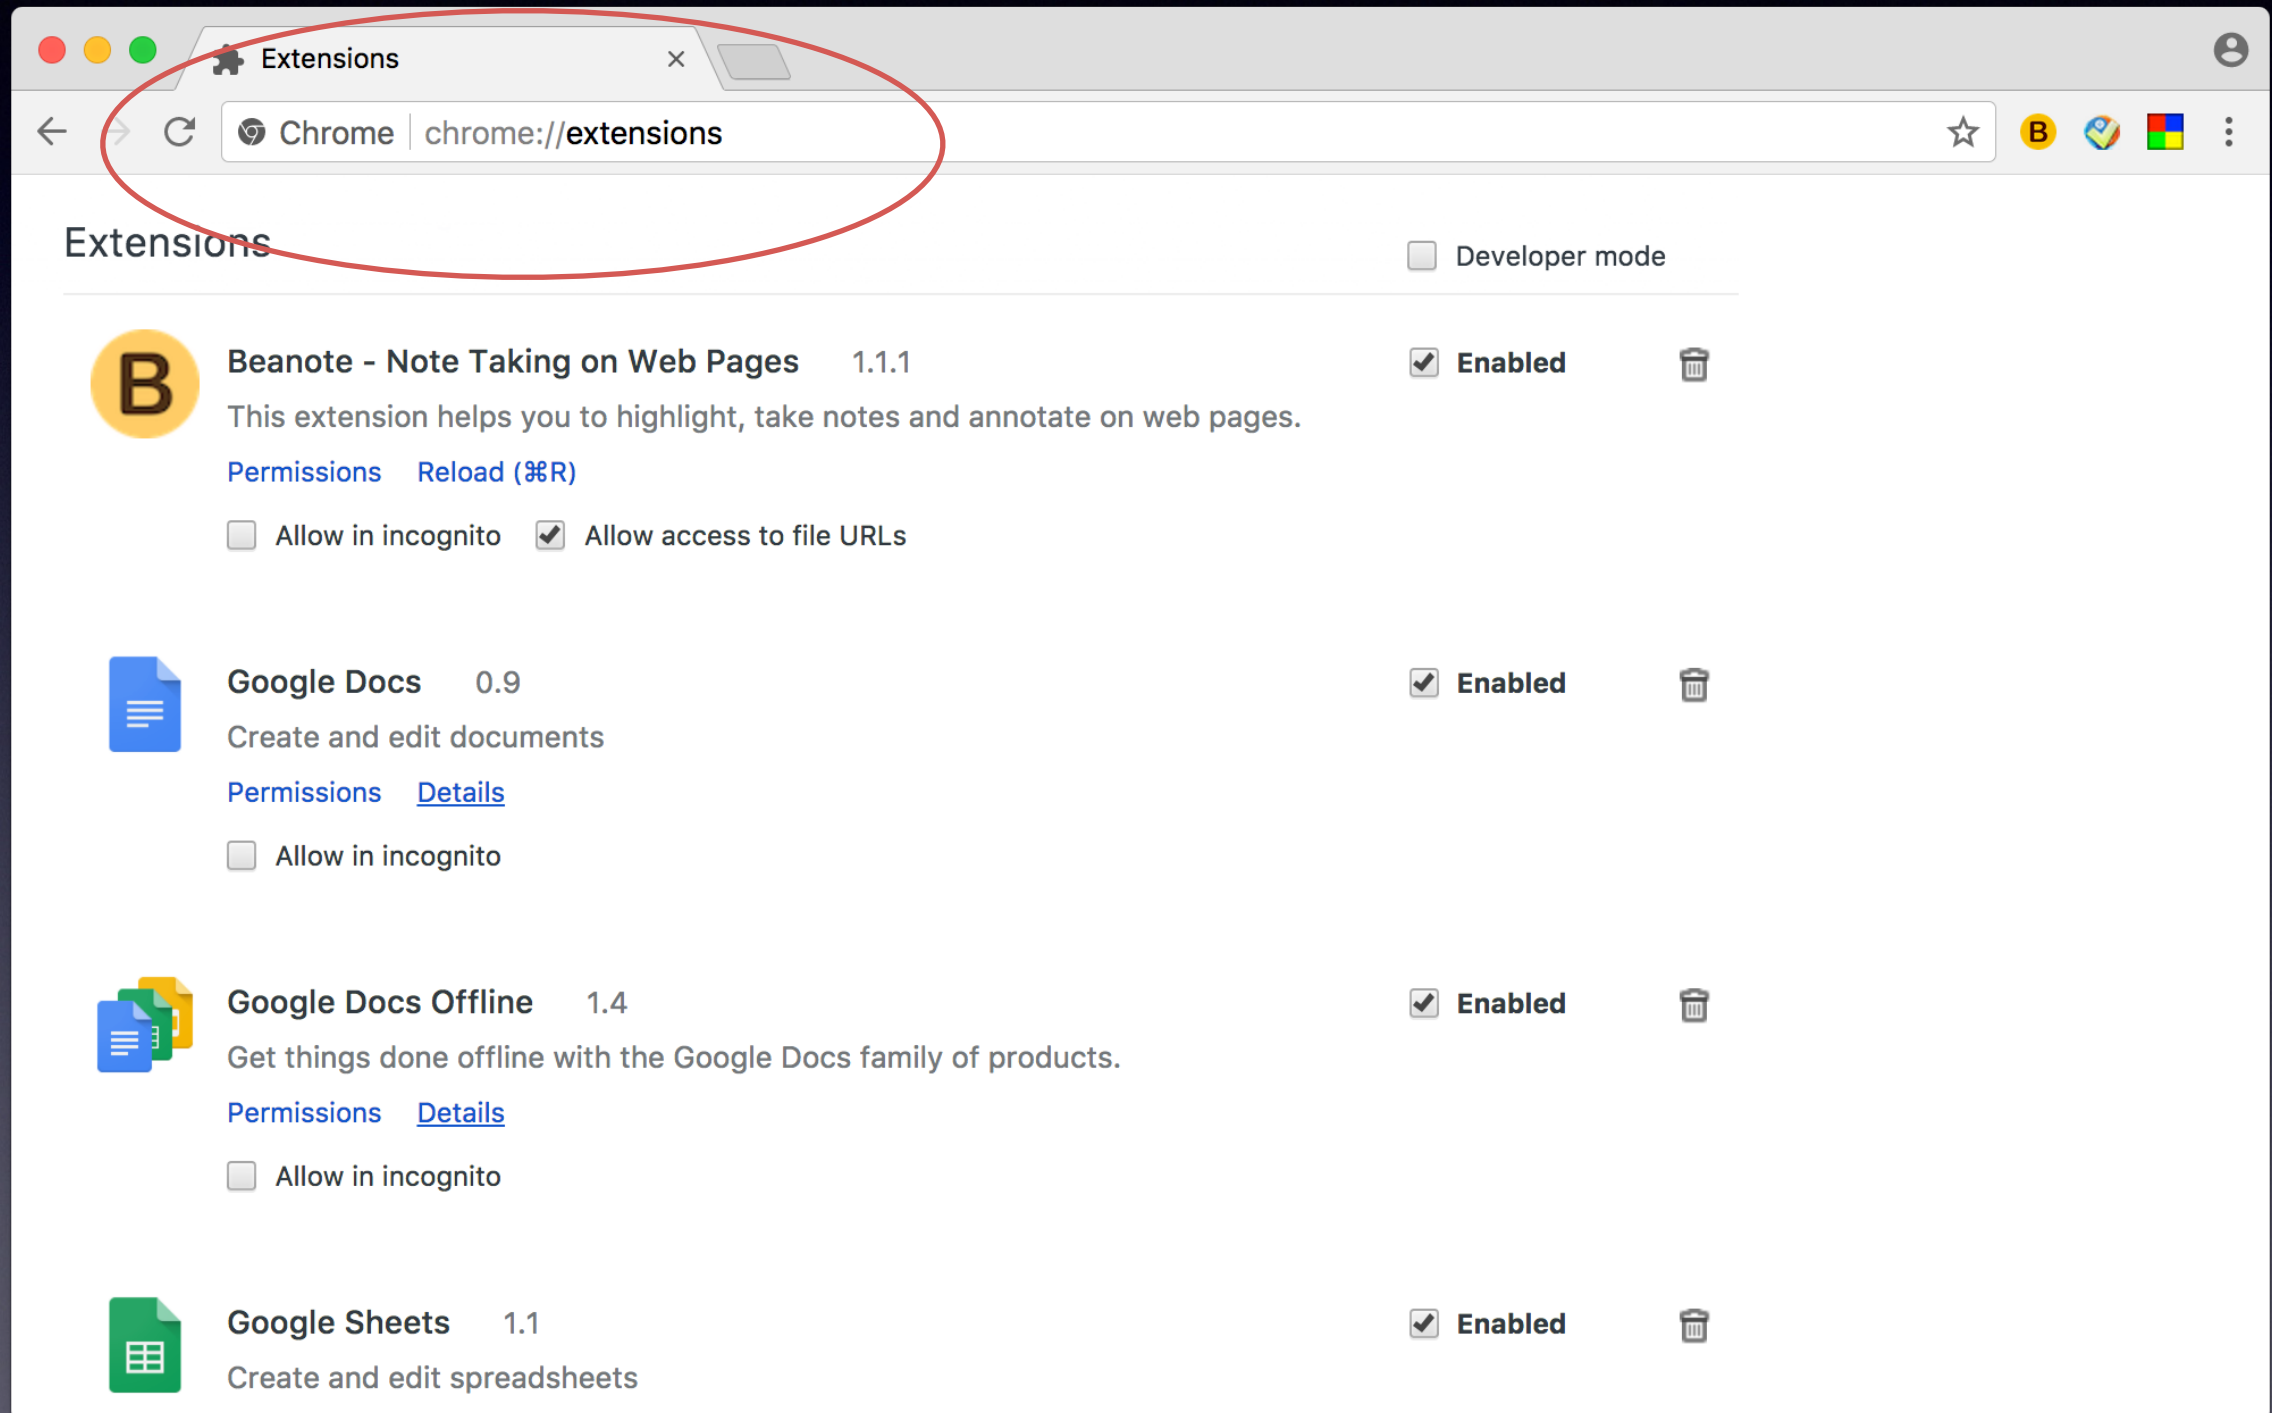 Extensions
Chrome chrome://extensions B
Extensions
Developer mode
B
Beanote - Note Taking on Web Pages 1.1.1 Enabled
This extension helps you to highlight, take notes and annotate on web pages.
Permissions Reload (⌘R)
Allow in incognito Allow access to file URLs
Google Docs 0.9 Enabled
Create and edit documents
Permissions Details
Allow in incognito
Google Docs Offline 1.4 Enabled
Get things done offline with the Google Docs family of products.
Permissions Details
Allow in incognito
Google Sheets 1.1 Enabled
Create and edit spreadsheets